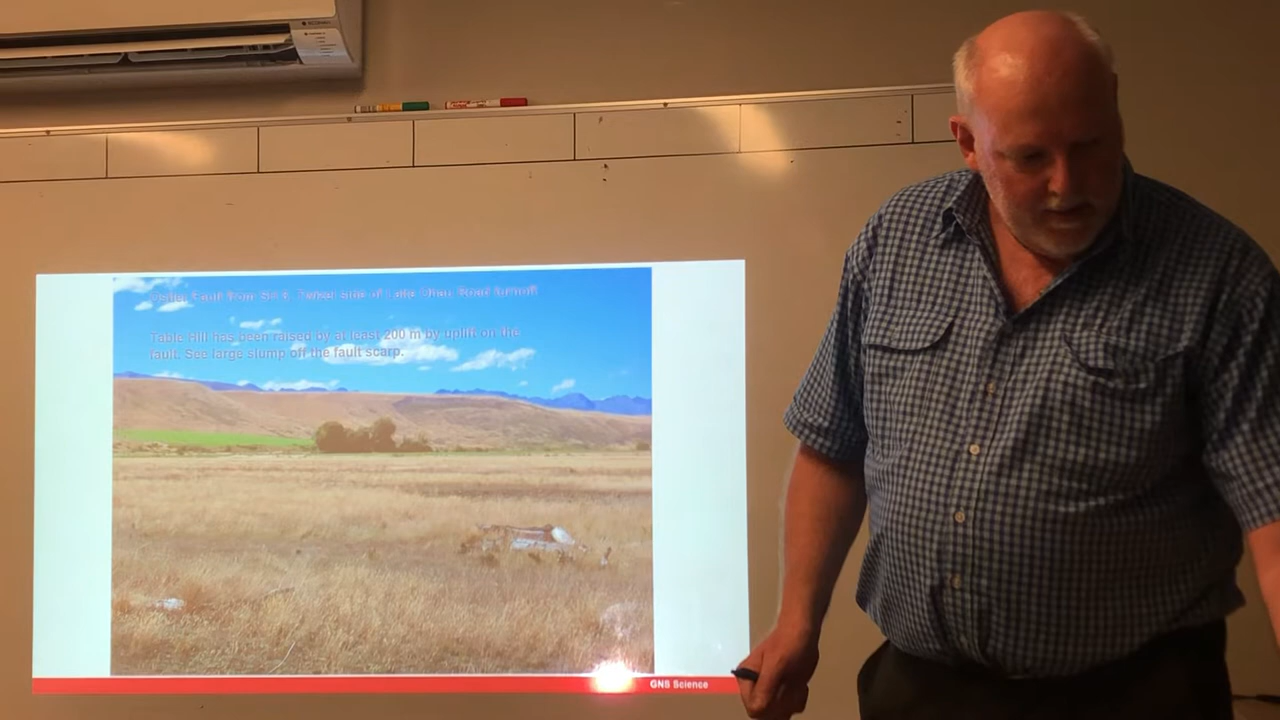 Fault from SH 8. Twizel side of Lake Ohau Road turnoff
Table Hill has been raised by at least 200 m by uplift on the
fault. See large slump off the fault scarp.
GNS Science